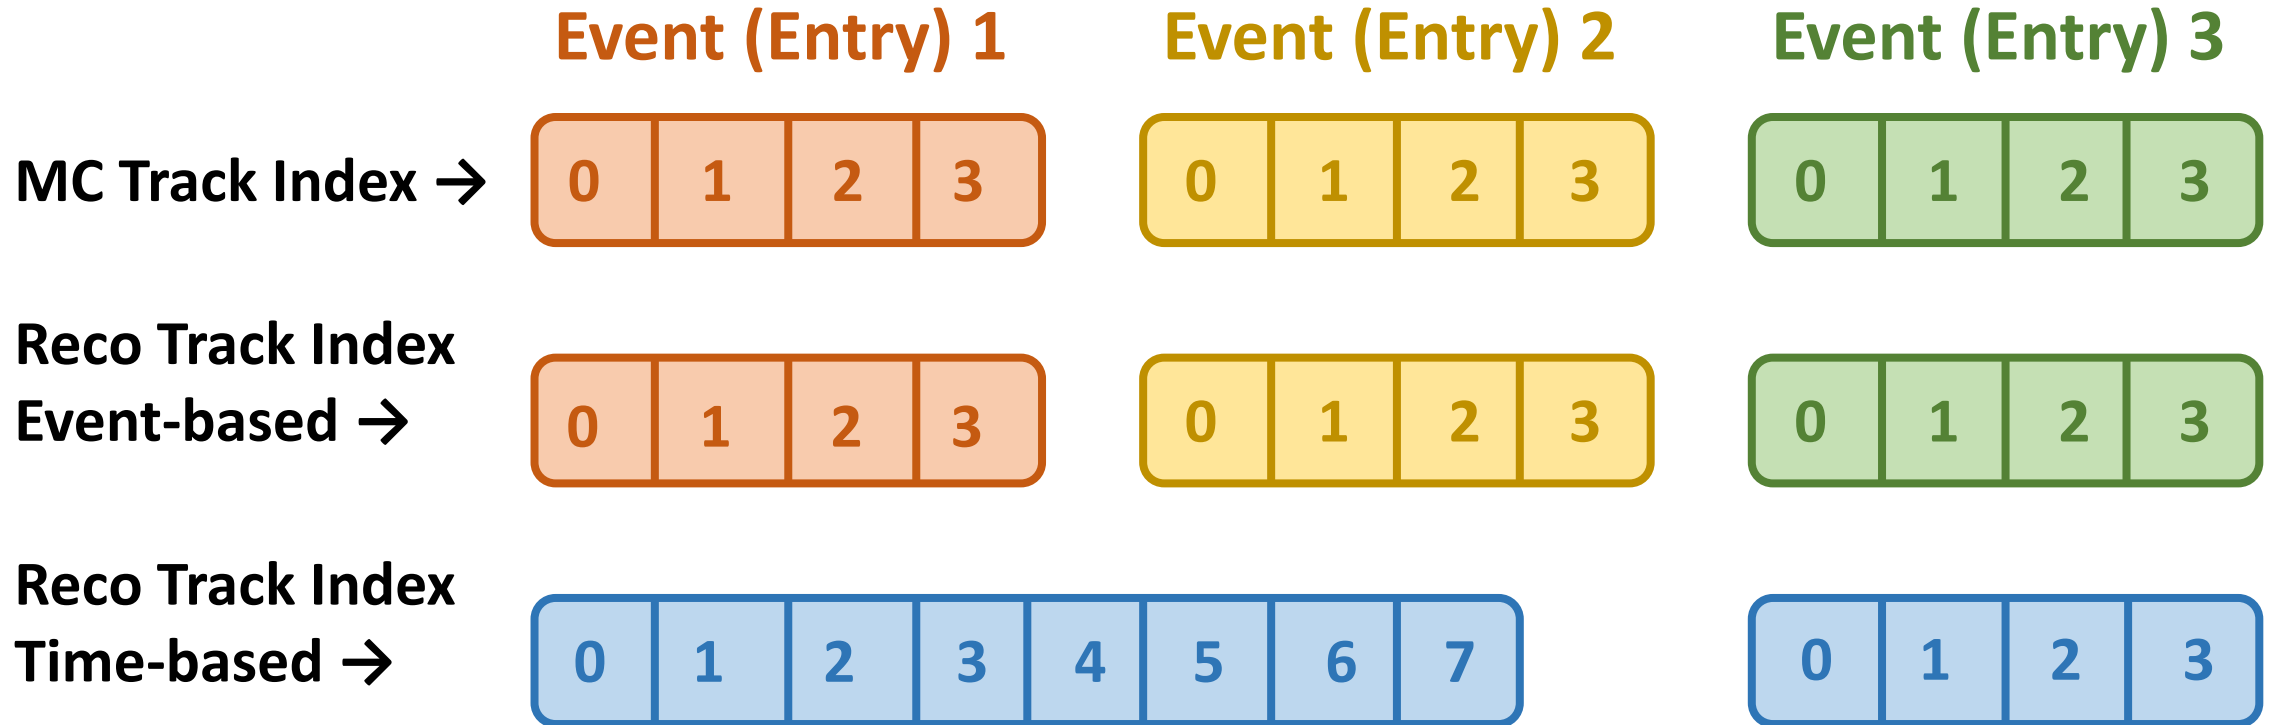 Event (Entry) 1 Event (Entry) 2 Event (Entry) 3
MC Track Index → 0 1 2 3 0 1 2 3 0 1 2 3
Reco Track Index
Event-based → 0 1 2 3 0 1 2 3 0 1 2 3
Reco Track Index
Time-based → 0 1 2 3 4 5 6 7 0 1 2 3